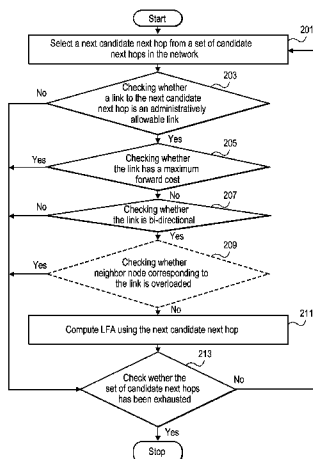 Start
201
Select a next candidate next hop from a set of candidate
next hops in the network
203
No
Checking whether
a link to the next candidate
next hop is an administratively
allowable link
Yes
205
Yes
Checking whether
the link has a maximum
forward cost
No
207
No
Checking whether
the link is bi-directional
Yes
209
Yes
Checking whether
neighbor node corresponding to
the link is overloaded
No
211
Compute LFA using the next candidate next hop
213
Check wether the
set of candidate next hops
has been exhausted
No
Yes
Stop